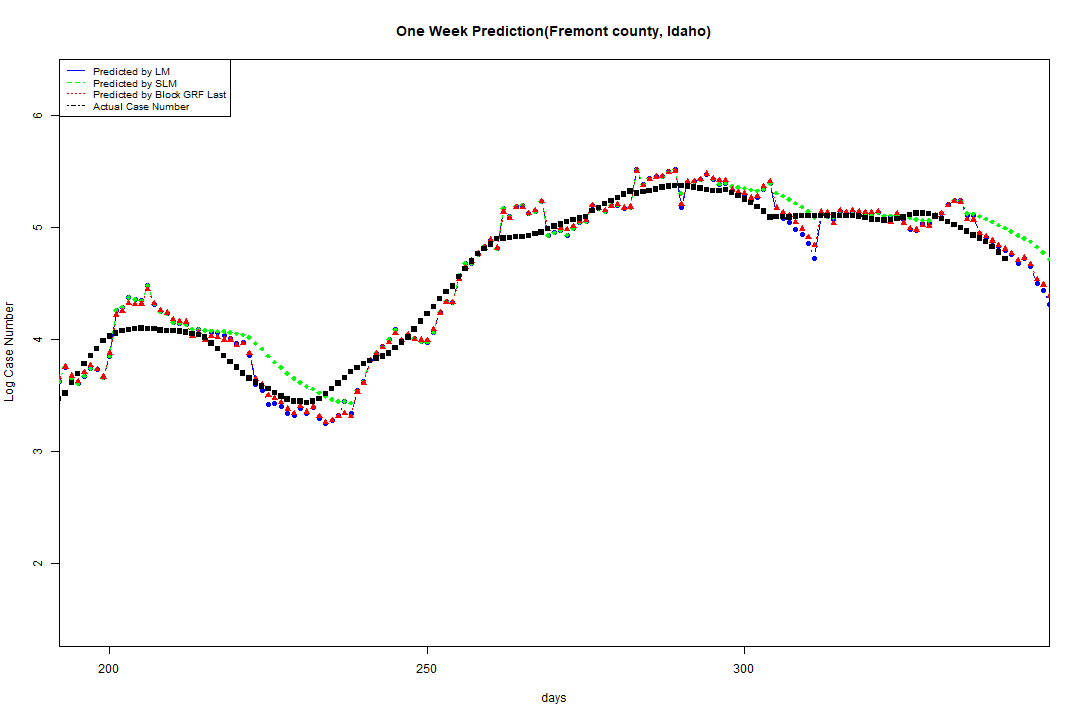 One Week Prediction(Fremont county, Idaho)
Predicted by LM
Predicted by SLM
Predicted by Block GRF Last
Actual Case Number
6
5
4
3
2
Log Case Number
200 250 300
days